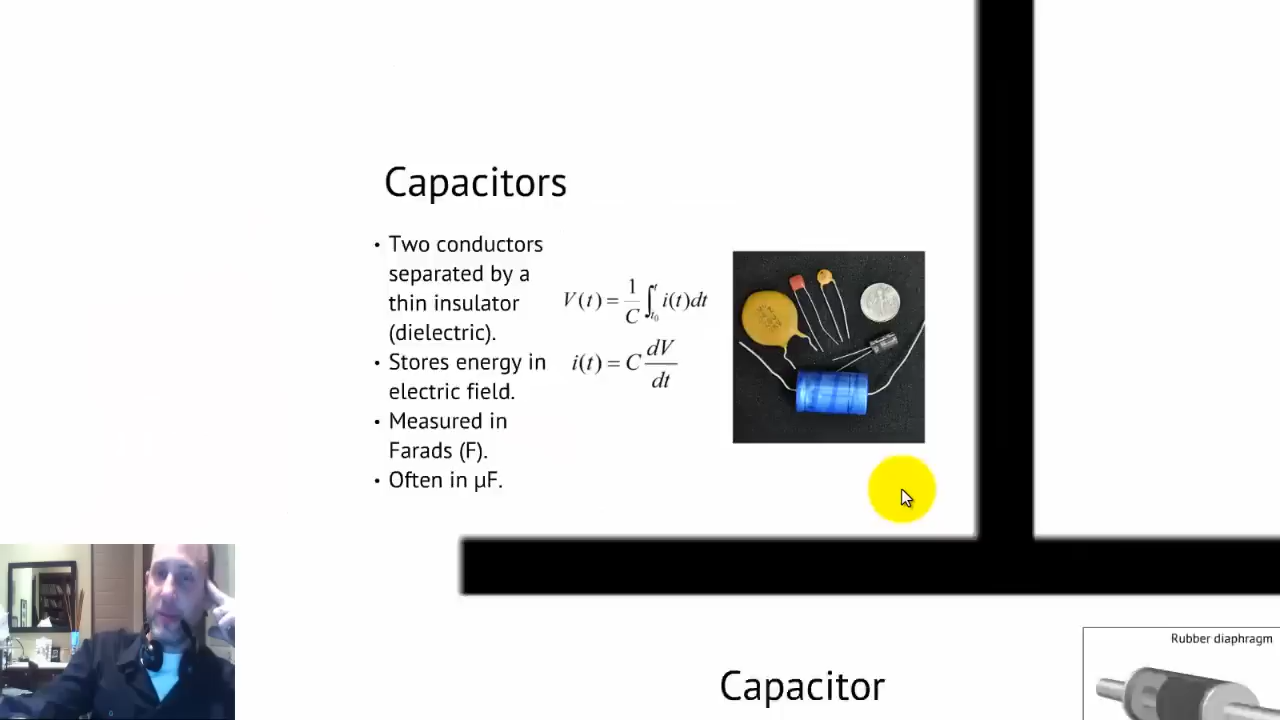 Capacitors
• Two conductors
separated by a
thin insulator
(dielectric).
• Stores energy in
electric field.
• Measured in
Farads (F).
• Often in µF.
V(t) = 1/C ∫_{t₀}^{t} i(t)dt
i(t) = C dV/dt
Capacitor
Rubber diaphragm